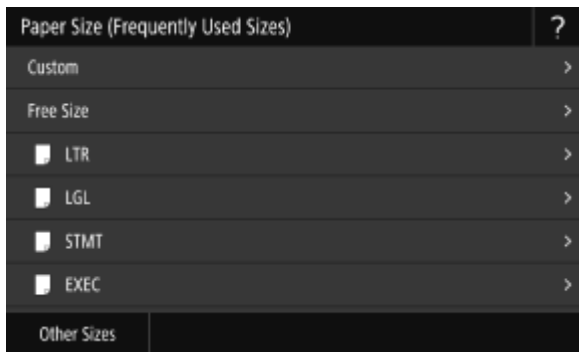 Paper Size (Frequently Used Sizes) ?
Custom >
Free Size >
LTR >
LGL >
STMT >
EXEC >
Other Sizes